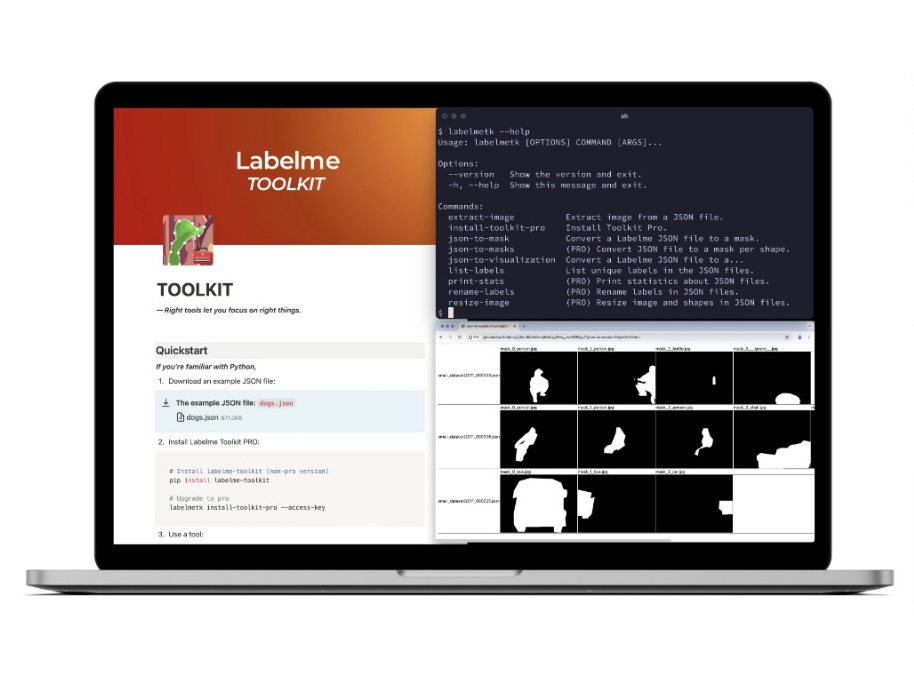 Labelme
TOOLKIT
TOOLKIT
— Right tools let you focus on right things.
Quickstart
If you're familiar with Python,
1. Download an example JSON file:
The example JSON file: dogs.json
dogs.json 871.0KB
2. Install Labelme Toolkit PRO:
# Install labelme-toolkit (non-pro version)
pip install labelme-toolkit
# Upgrade to pro
labelmetk install-toolkit-pro --access-key
3. Use a tool:
sh
$ labelmetk --help
Usage: labelmetk [OPTIONS] COMMAND [ARGS]...
Options:
--version Show the version and exit.
-h, --help Show this message and exit.
Commands:
extract-image Extract image from a JSON file.
install-toolkit-pro Install Toolkit Pro.
json-to-mask Convert a Labelme JSON file to a mask.
json-to-masks (PRO) Convert JSON file to a mask per shape.
json-to-visualization Convert a Labelme JSON file to a...
list-labels List unique labels in the JSON files.
print-stats (PRO) Print statistics about JSON files.
rename-labels (PRO) Rename labels in JSON files.
resize-image (PRO) Resize image and shapes in JSON files.
$
mask_0_person.jpg mask_1_person.jpg mask_2_bottle.jpg
mask_0_person.jpg mask_1_person.jpg mask_2_person.jpg mask_3_chair.jpg
mask_0_bus.jpg mask_1_bus.jpg mask_2_car.jpg